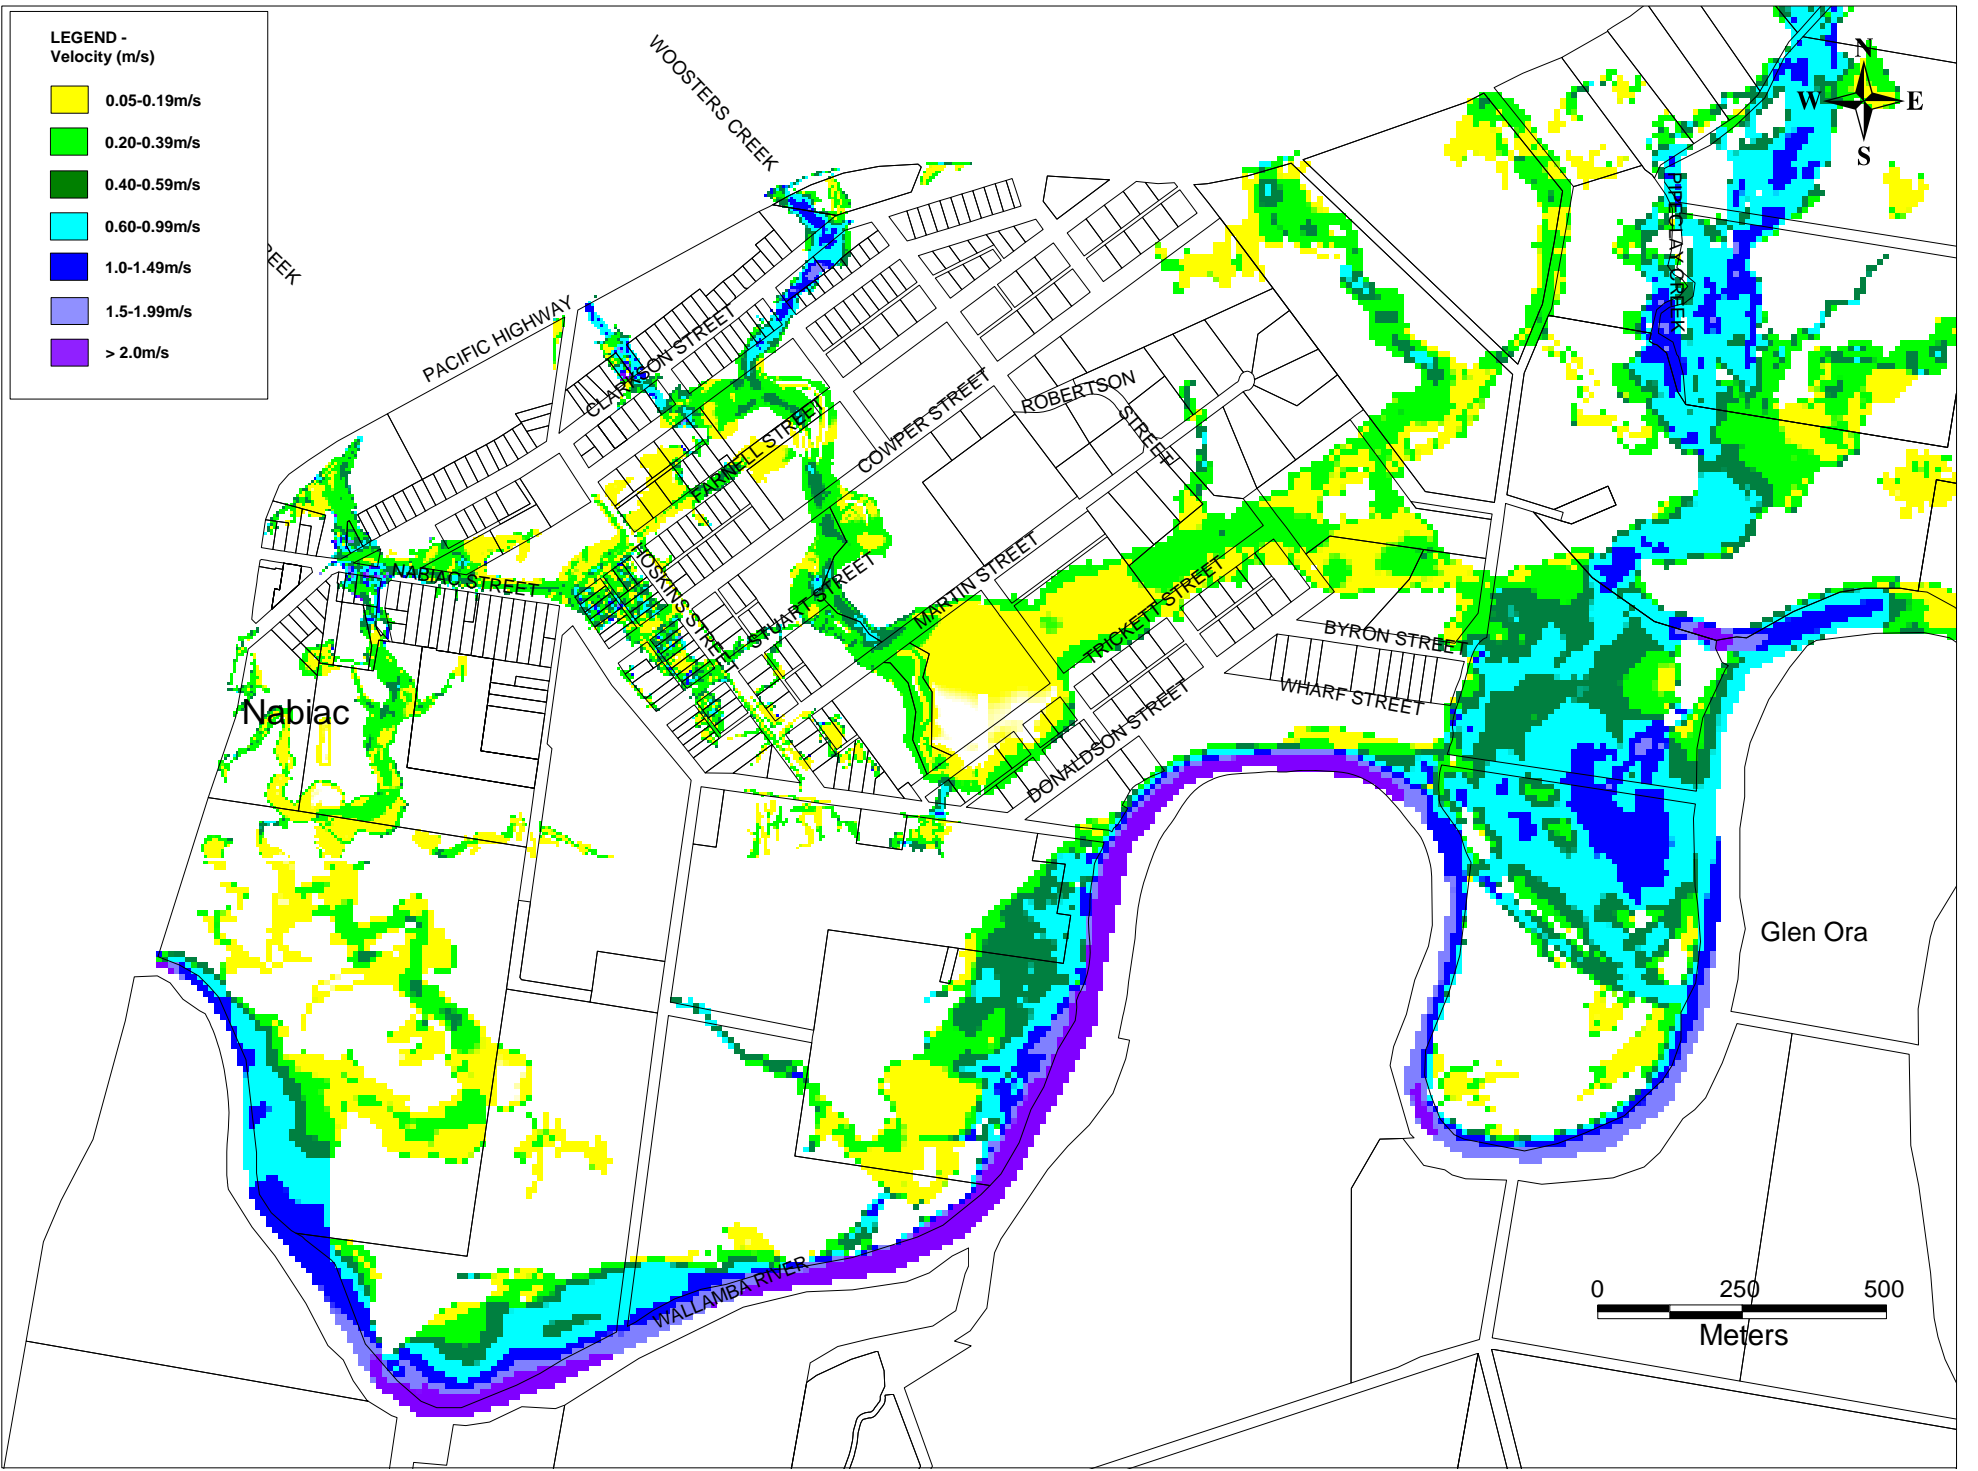 LEGEND -
Velocity (m/s)
0.05-0.19m/s
0.20-0.39m/s
0.40-0.59m/s
0.60-0.99m/s
1.0-1.49m/s
1.5-1.99m/s
> 2.0m/s
WOOSTERS CREEK
N
W
E
S
PIPECLAY CREEK
EEK
PACIFIC HIGHWAY
CLARKSON STREET
FARNELL STREET
COWPER STREET
ROBERTSON
STREET
NABIAC STREET
HOSKINS STREET
STUART STREET
MARTIN STREET
TRICKETT STREET
BYRON STREET
WHARF STREET
DONALDSON STREET
Nabiac
Glen Ora
WALLAMBA RIVER
0 250 500
Meters